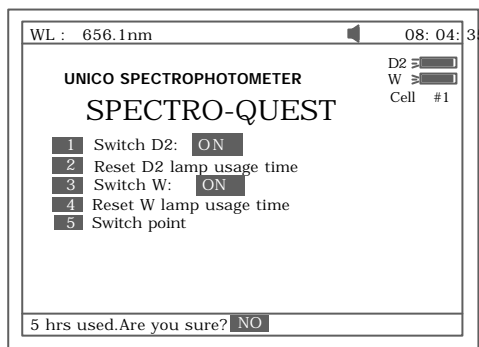 WL : 656.1nm 08: 04: 35
D2
UNICO SPECTROPHOTOMETER
W
SPECTRO-QUEST
Cell #1
1 Switch D2: ON
2 Reset D2 lamp usage time
3 Switch W: ON
4 Reset W lamp usage time
5 Switch point
5 hrs used.Are you sure? NO